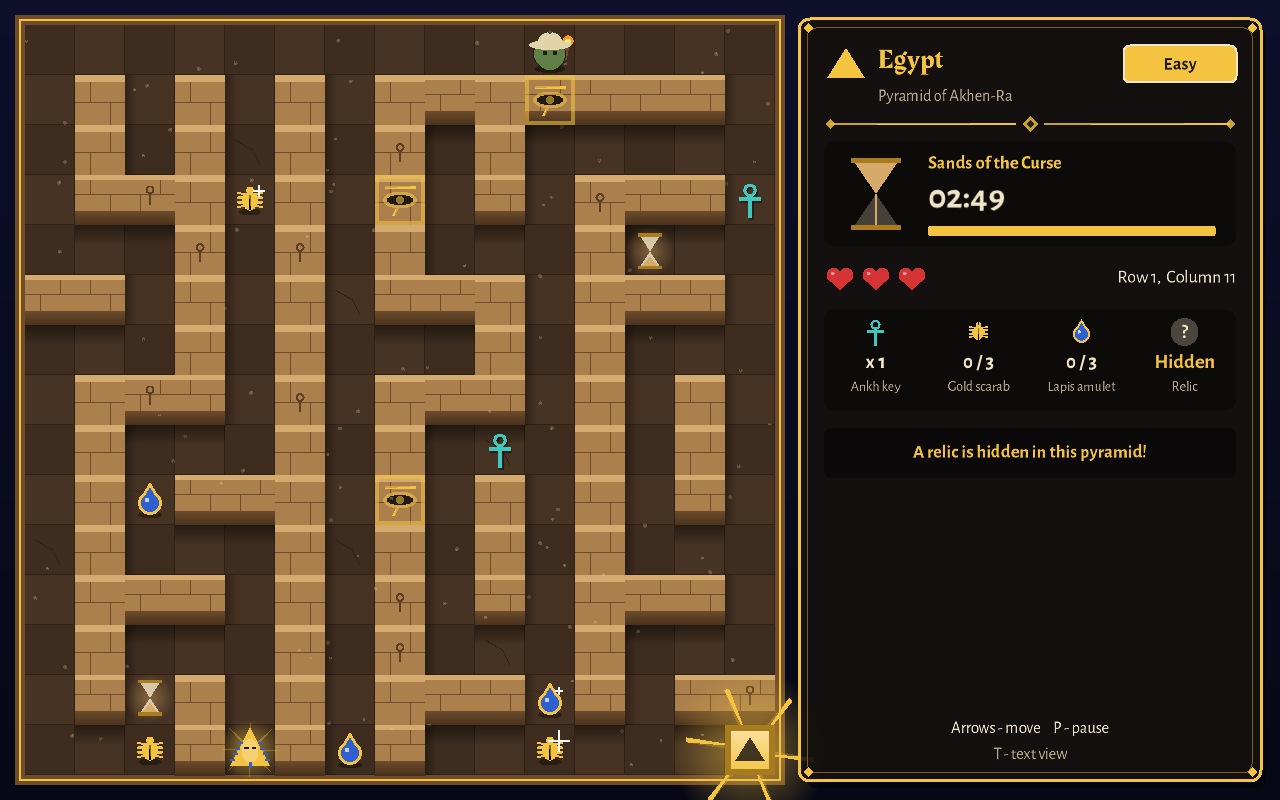 Egypt
Easy
Pyramid of Akhen-Ra
Sands of the Curse
02:49
Row 1, Column 11
?
x 1
0 / 3
0 / 3
Hidden
Ankh key
Gold scarab
Lapis amulet
Relic
A relic is hidden in this pyramid!
Arrows - move P - pause
T - text view